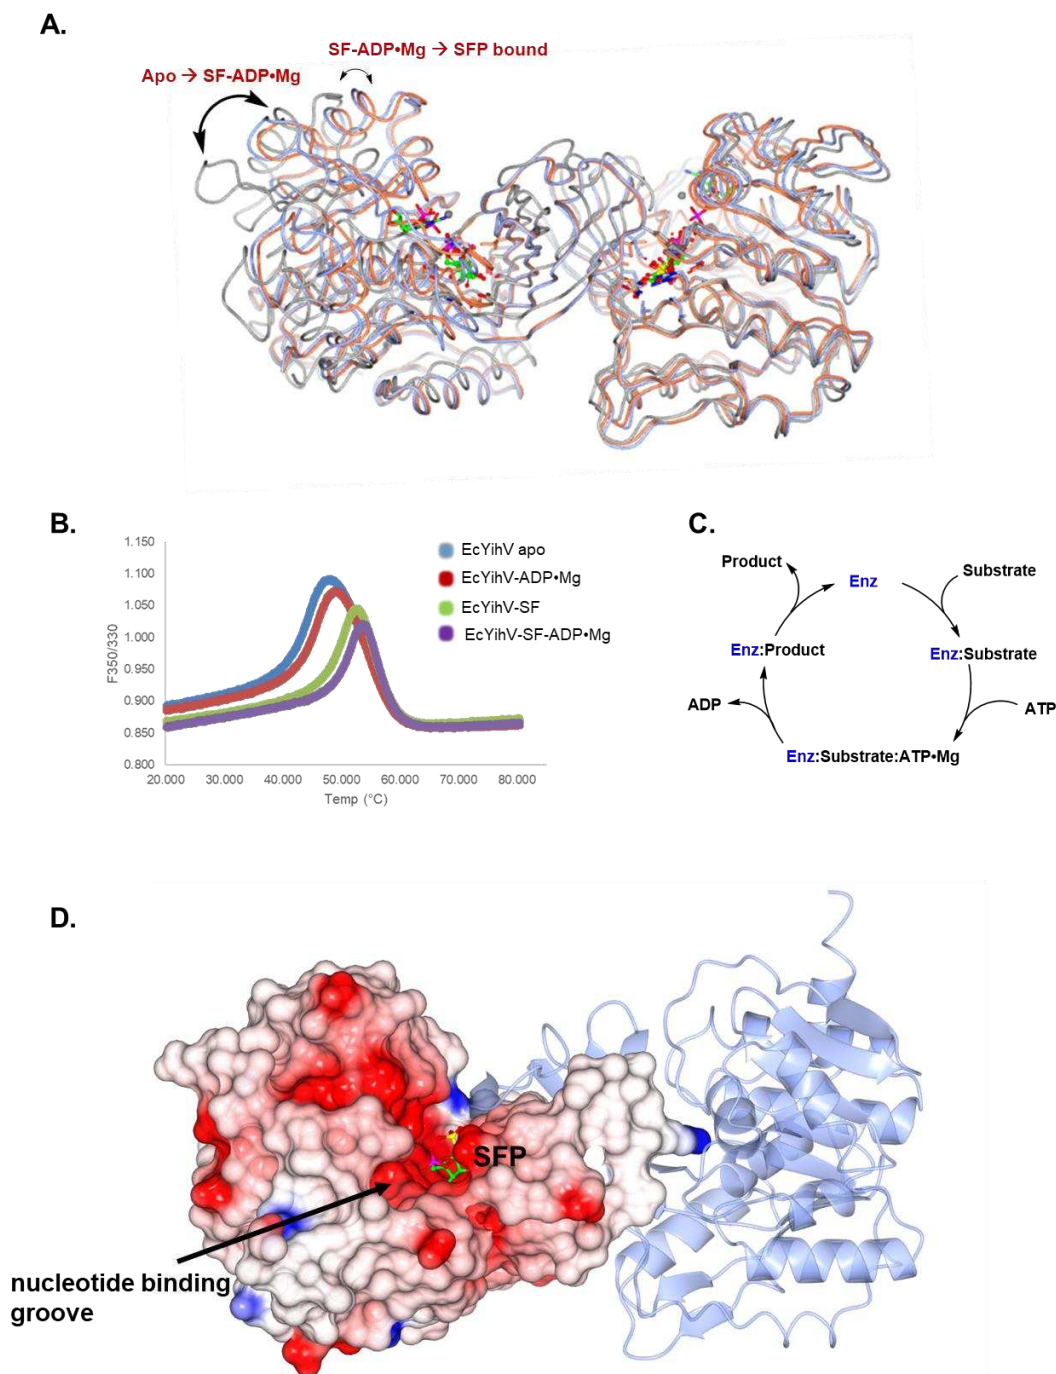 A.
SF-ADP•Mg → SFP bound
Apo → SF-ADP•Mg
B.
1.150
1.100
1.050
1.000
0.950
0.900
0.850
0.800
F350/330
20.000 30.000 40.000 50.000 60.000 70.000 80.000
Temp (°C)
EcYihV apo
EcYihV-ADP•Mg
EcYihV-SF
EcYihV-SF-ADP•Mg
C.
Product
Enz
Substrate
Enz:Product
Enz:Substrate
ADP
ATP
Enz:Substrate:ATP•Mg
D.
SFP
nucleotide binding
groove